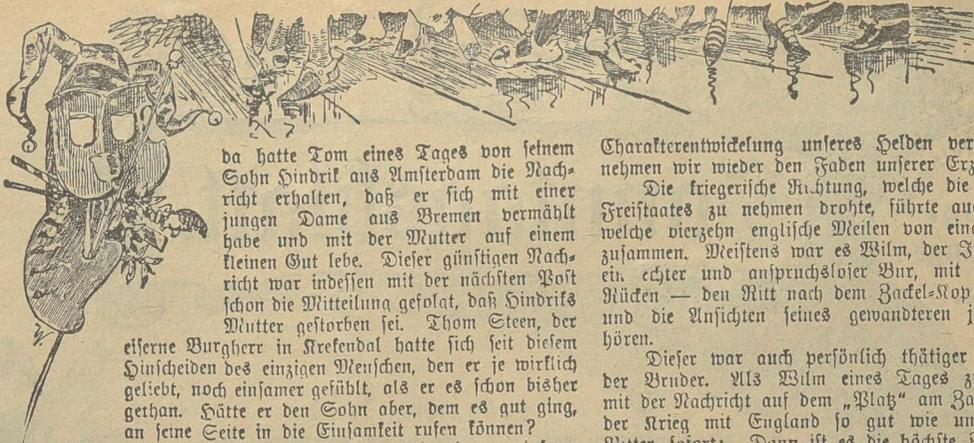 da hatte Tom eines Tages von seinem
Sohn Hindrik aus Amsterdam die Nach-
richt erhalten, daß er sich mit einer
jungen Dame aus Bremen vermählt
habe und mit der Mutter auf einem
kleinen Gut lebe. Dieser günstigen Nach-
richt war indessen mit der nächsten Post
schon die Mitteilung gefolgt, daß Hindriks
Mutter gestorben sei. Thom Steen, der
eiserne Burgherr in Krekendal hatte sich seit diesem
Hinscheiden des einzigen Menschen, den er je wirklich
geliebt, noch einsamer gefühlt, als er es schon bisher
gethan. Hätte er den Sohn aber, dem es gut ging,
an seine Seite in die Einsamkeit rufen können?
Charakterentwickelung unseres Helden ver
nehmen wir wieder den Faden unserer Erz
Die kriegerische Richtung, welche die
Freistaates zu nehmen drohte, führte au
welche vierzehn englische Meilen von ein
zusammen. Meistens war es Wilm, der J
ein echter und anspruchsloser Bur, mit
Rücken — den Ritt nach dem Zackel-Kop
und die Ansichten seines gewandteren j
hören.
Dieser war auch persönlich thätiger
der Bruder. Als Wilm eines Tages z
mit der Nachricht auf dem „Platz“ am Za
der Krieg mit England so gut wie un